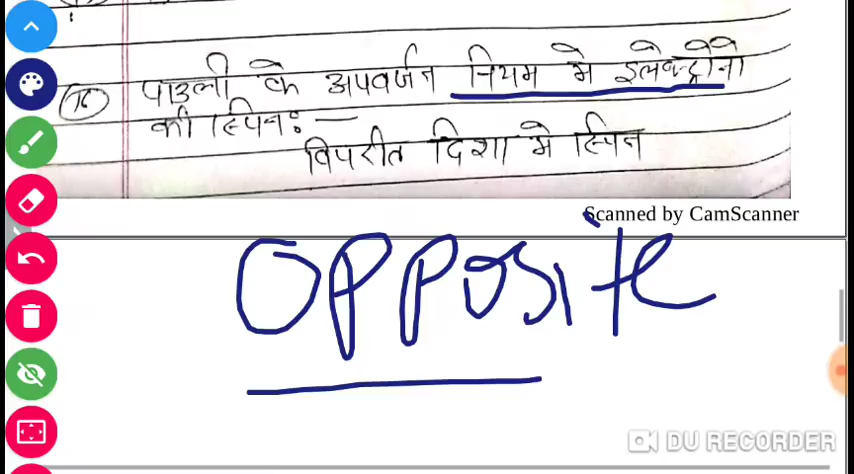 16 पाउली के अपवर्जन नियम मे इलेक्ट्रोनो
की स्पिन: —
विपरीत दिशा मे स्पिन
Scanned by CamScanner
Opposite
DU RECORDER